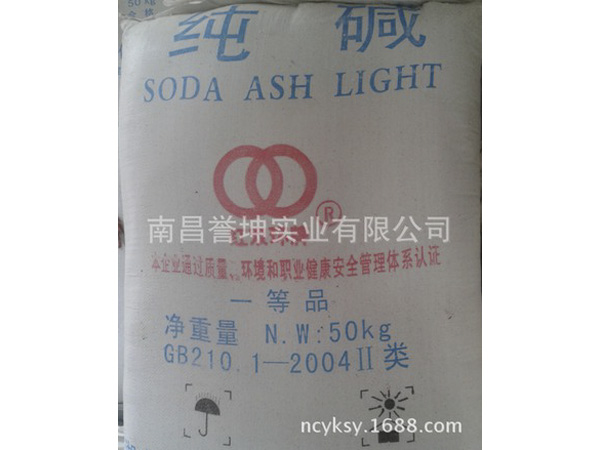 50kg
纯 碱
SODA ASH LIGHT
®
南昌誉坤实业有限公司
本企业通过质量、环境和职业健康安全管理体系认证
一等品
净重量 N.W:50kg
GB210.1—2004Ⅱ类
ncyksy.1688.com